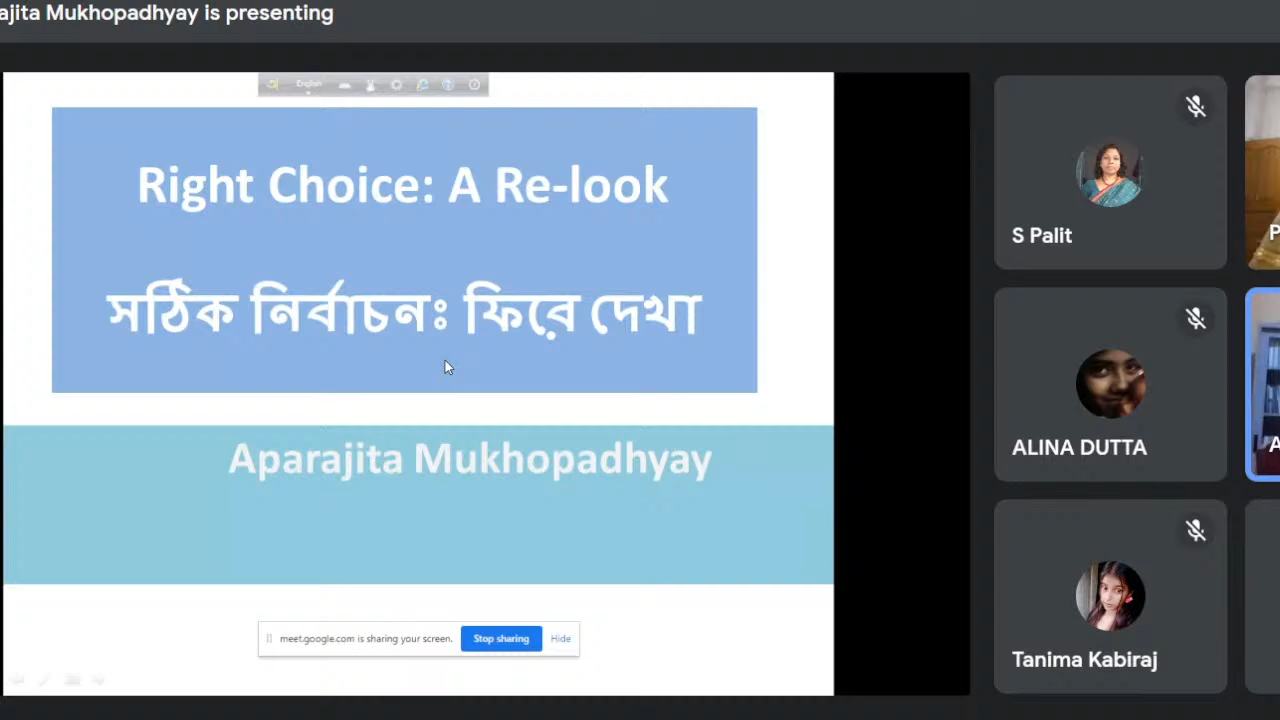 ajita Mukhopadhyay is presenting
English
Right Choice: A Re-look
সঠিক নির্বাচনঃ ফিরে দেখা
Aparajita Mukhopadhyay
meet.google.com is sharing your screen. Stop sharing Hide
S Palit
ALINA DUTTA
Tanima Kabiraj
P
A